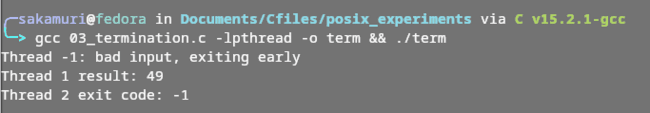 sakamuri@fedora in Documents/Cfiles/posix_experiments via C v15.2.1-gcc
> gcc 03_termination.c -lpthread -o term && ./term
Thread -1: bad input, exiting early
Thread 1 result: 49
Thread 2 exit code: -1